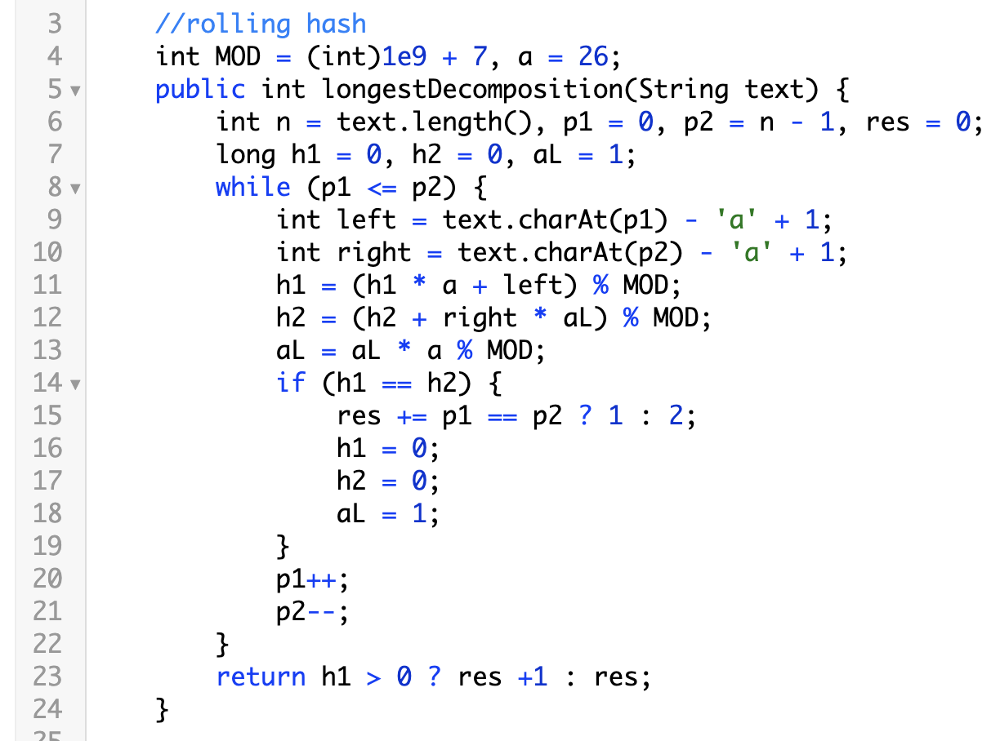 3 //rolling hash
4 int MOD = (int)1e9 + 7, a = 26;
5 public int longestDecomposition(String text) {
6 int n = text.length(), p1 = 0, p2 = n - 1, res = 0;
7 long h1 = 0, h2 = 0, aL = 1;
8 while (p1 <= p2) {
9 int left = text.charAt(p1) - 'a' + 1;
10 int right = text.charAt(p2) - 'a' + 1;
11 h1 = (h1 * a + left) % MOD;
12 h2 = (h2 + right * aL) % MOD;
13 aL = aL * a % MOD;
14 if (h1 == h2) {
15 res += p1 == p2 ? 1 : 2;
16 h1 = 0;
17 h2 = 0;
18 aL = 1;
19 }
20 p1++;
21 p2--;
22 }
23 return h1 > 0 ? res +1 : res;
24 }
25